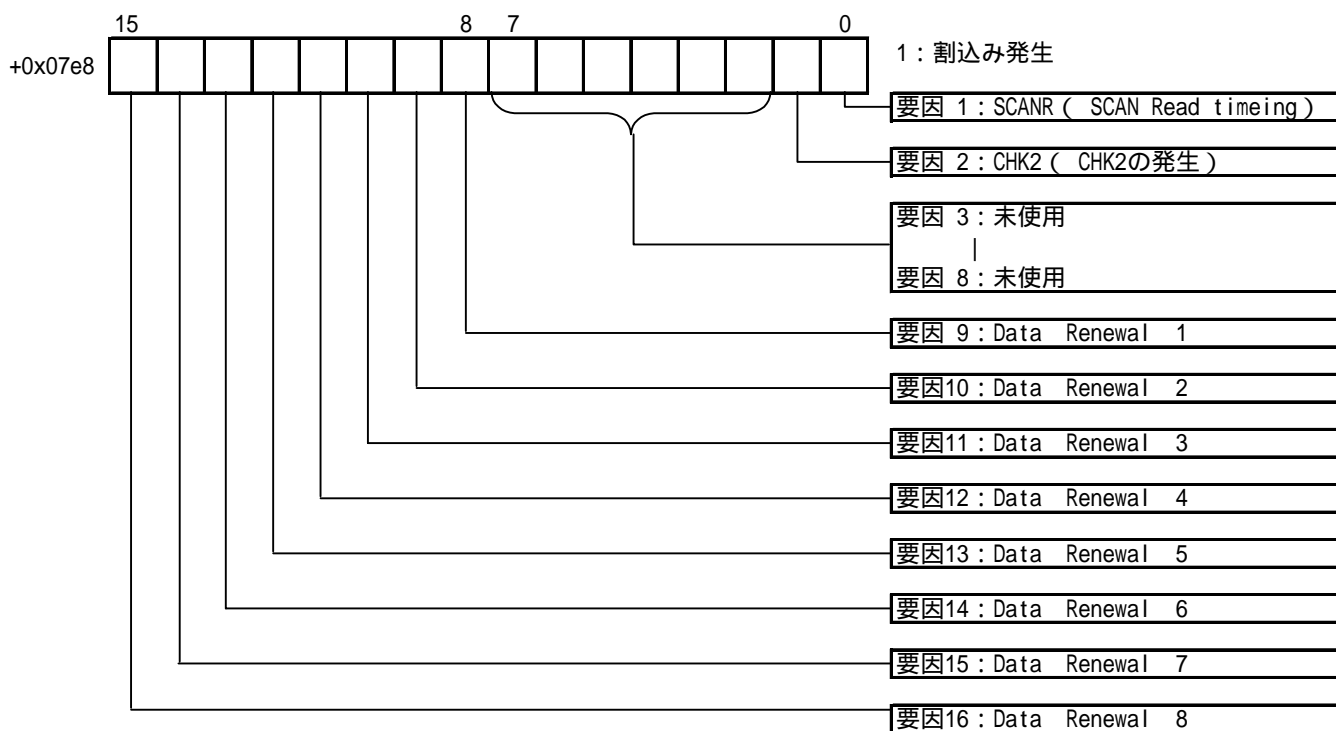 15 8 7 0
+0x07e8
1：割込み発生
要因 1：SCANR（ SCAN Read timeing）
要因 2：CHK2（ CHK2の発生）
要因 3：未使用
|
要因 8：未使用
要因 9：Data Renewal 1
要因10：Data Renewal 2
要因11：Data Renewal 3
要因12：Data Renewal 4
要因13：Data Renewal 5
要因14：Data Renewal 6
要因15：Data Renewal 7
要因16：Data Renewal 8